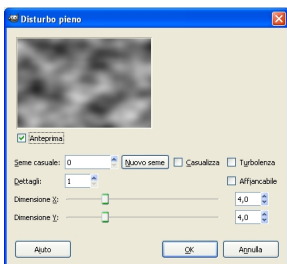 Disturbo pieno
Anteprima
Seme casuale: 0 Nuovo seme Casualizza Turbolenza
Dettagli: 1 Affiancabile
Dimensione X: 4,0
Dimensione Y: 4,0
Aiuto OK Annulla